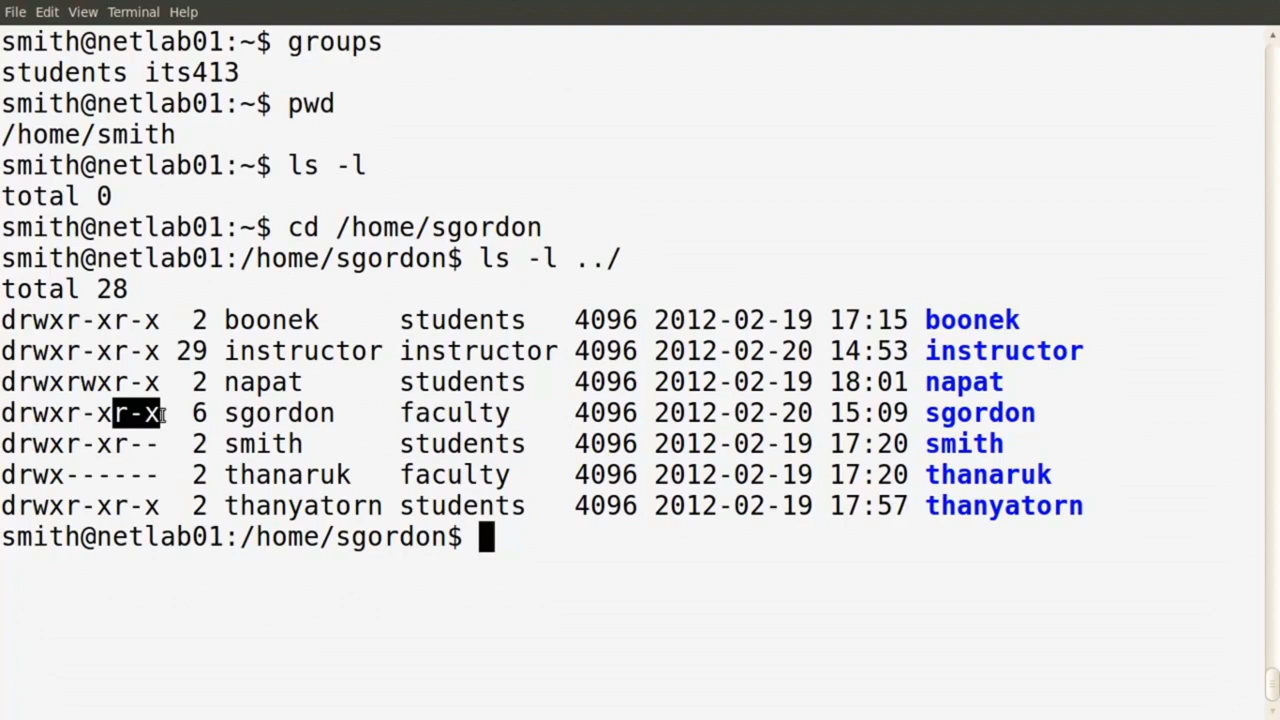 File Edit View Terminal Help
smith@netlab01:~$ groups
students its413
smith@netlab01:~$ pwd
/home/smith
smith@netlab01:~$ ls -l
total 0
smith@netlab01:~$ cd /home/sgordon
smith@netlab01:/home/sgordon$ ls -l ../
total 28
drwxr-xr-x  2 boonek     students   4096 2012-02-19 17:15 boonek
drwxr-xr-x 29 instructor instructor 4096 2012-02-20 14:53 instructor
drwxrwxr-x  2 napat      students   4096 2012-02-19 18:01 napat
drwxr-xr-x  6 sgordon    faculty    4096 2012-02-20 15:09 sgordon
drwxr-xr--  2 smith      students   4096 2012-02-19 17:20 smith
drwx------  2 thanaruk   faculty    4096 2012-02-19 17:20 thanaruk
drwxr-xr-x  2 thanyatorn students   4096 2012-02-19 17:57 thanyatorn
smith@netlab01:/home/sgordon$